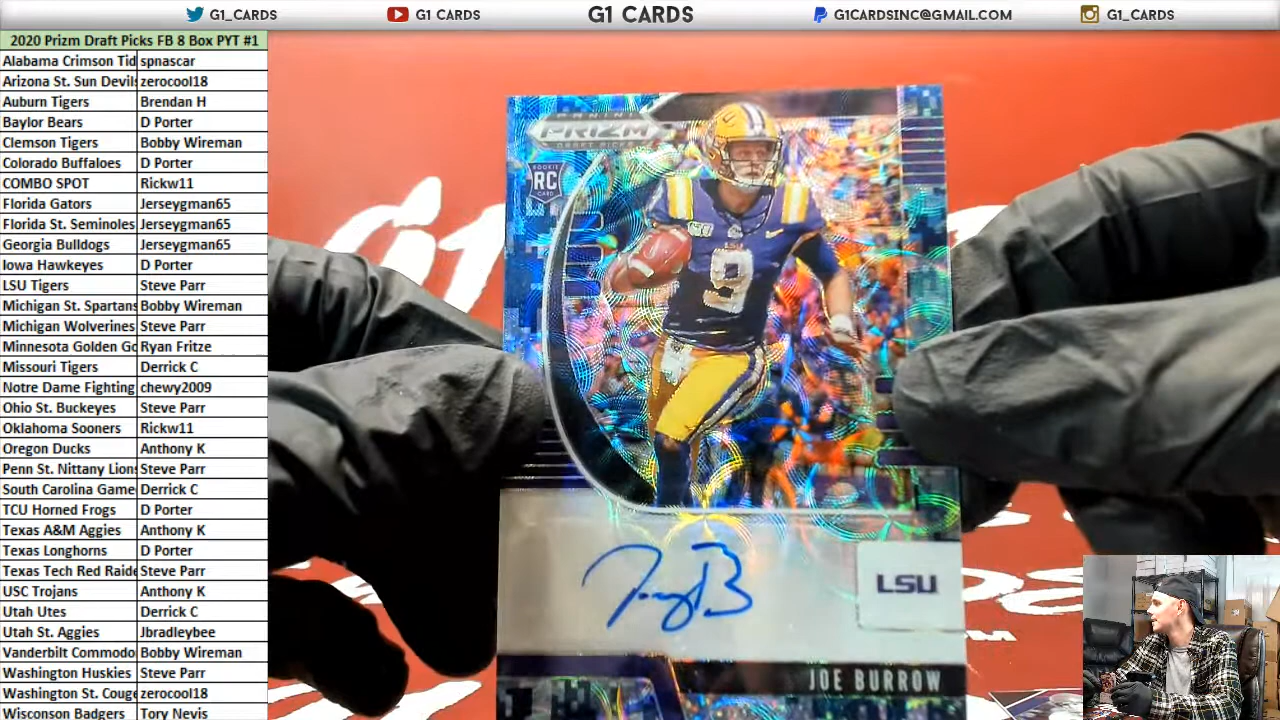 G1_CARDS G1 CARDS G1 CARDS G1CARDSINC@GMAIL.COM G1_CARDS
2020 Prizm Draft Picks FB 8 Box PYT #1
Alabama Crimson Tid spnascar
Arizona St. Sun Devils zerocool18
Auburn Tigers Brendan H
Baylor Bears D Porter
Clemson Tigers Bobby Wireman
Colorado Buffaloes D Porter
COMBO SPOT Rickw11
Florida Gators Jerseygman65
Florida St. Seminoles Jerseygman65
Georgia Bulldogs Jerseygman65
Iowa Hawkeyes D Porter
LSU Tigers Steve Parr
Michigan St. Spartans Bobby Wireman
Michigan Wolverines Steve Parr
Minnesota Golden Go Ryan Fritze
Missouri Tigers Derrick C
Notre Dame Fighting chewy2009
Ohio St. Buckeyes Steve Parr
Oklahoma Sooners Rickw11
Oregon Ducks Anthony K
Penn St. Nittany Lions Steve Parr
South Carolina Game Derrick C
TCU Horned Frogs D Porter
Texas A&M Aggies Anthony K
Texas Longhorns D Porter
Texas Tech Red Raide Steve Parr
USC Trojans Anthony K
Utah Utes Derrick C
Utah St. Aggies Jbradleybee
Vanderbilt Commodo Bobby Wireman
Washington Huskies Steve Parr
Washington St. Couge zerocool18
Wisconsin Badgers Tory Nevis
PANINI
PRIZM
DRAFT PICKS
ROOKIE
RC
CARD
9
LSU
JOE BURROW